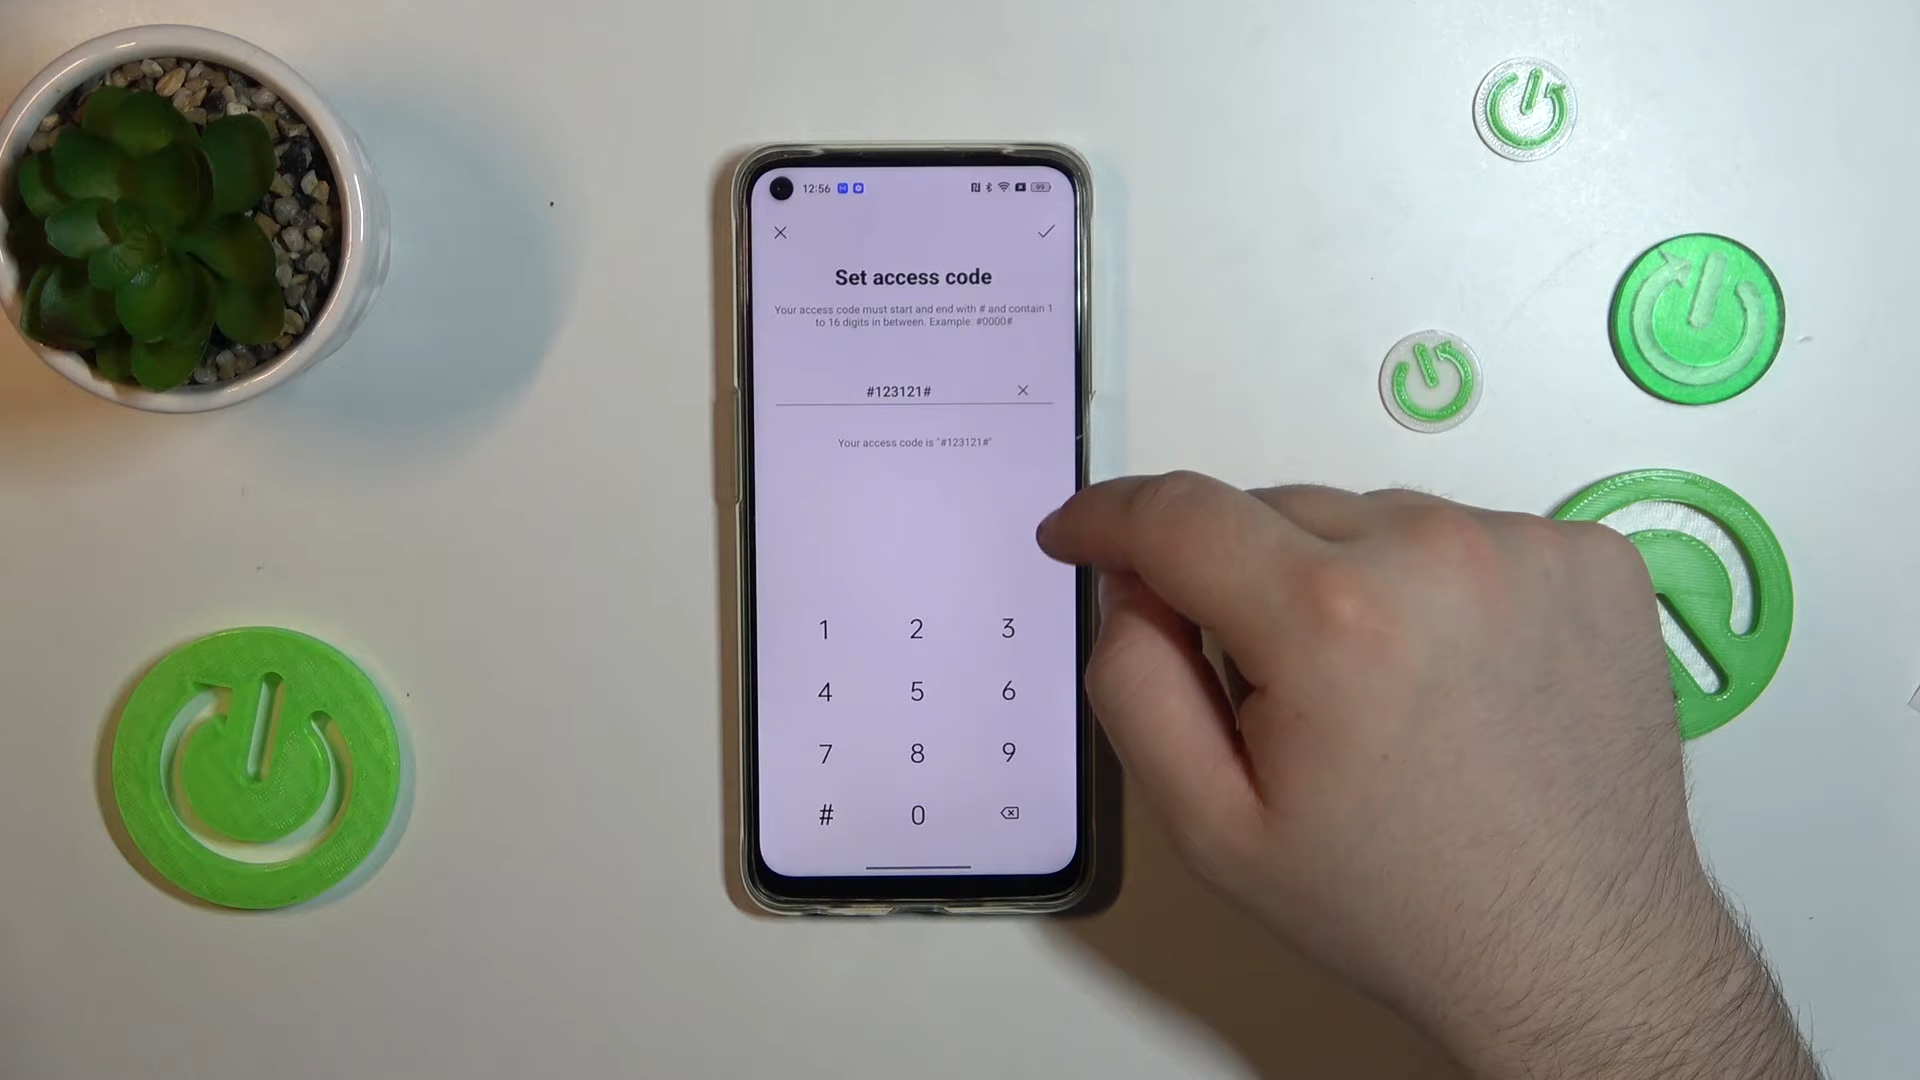 12:56
99
Set access code
Your access code must start and end with # and contain 1
to 16 digits in between. Example: #0000#
#123121#
Your access code is "#123121#"
1 2 3
4 5 6
7 8 9
# 0